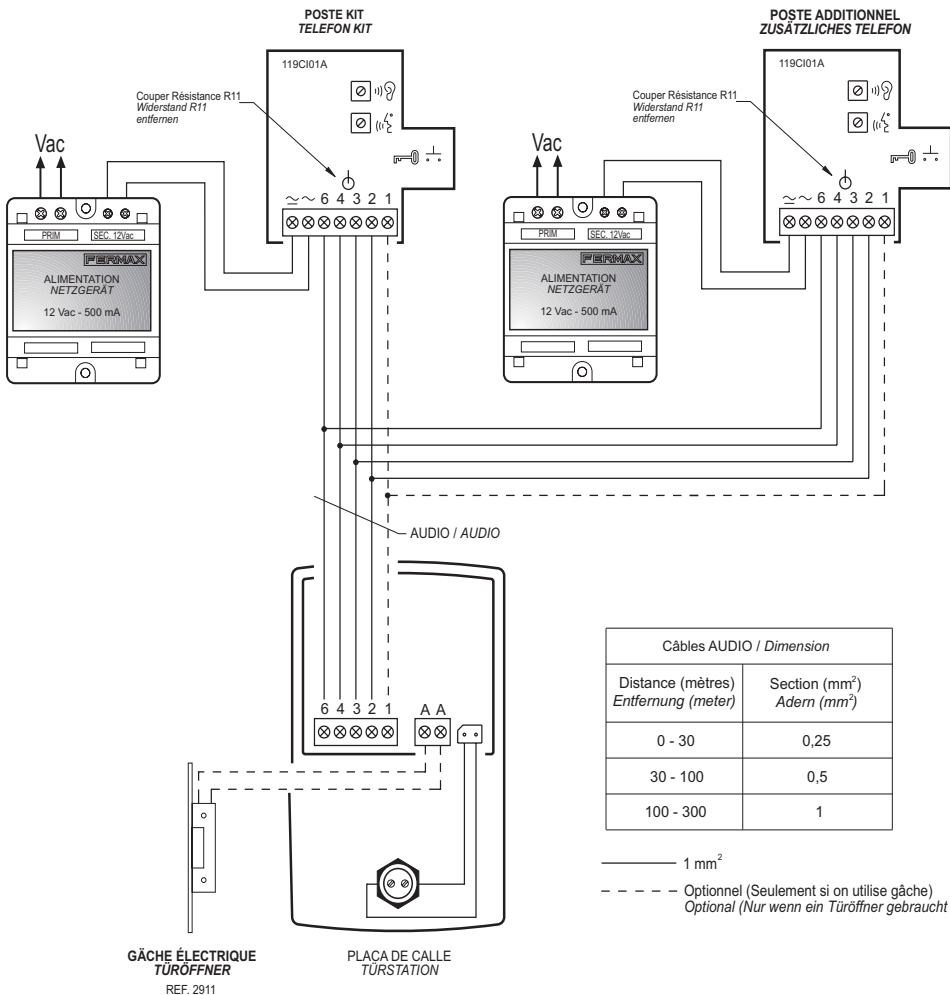 POSTE KIT
TELEFON KIT
119CI01A
Couper Résistance R11
Widerstand R11
entfernen
Vac
6 4 3 2 1
PRIM
SEC. 12Vac
FERMAX
ALIMENTATION
NETZGERÄT
12 Vac - 500 mA
POSTE ADDITIONNEL
ZUSÄTZLICHES TELEFON
119CI01A
Couper Résistance R11
Widerstand R11
entfernen
Vac
6 4 3 2 1
PRIM
SEC. 12Vac
FERMAX
ALIMENTATION
NETZGERÄT
12 Vac - 500 mA
AUDIO / AUDIO
6 4 3 2 1
A A
GÂCHE ÉLECTRIQUE
TÜRÖFFNER
REF. 2911
PLACA DE CALLE
TÜRSTATION
Câbles AUDIO / Dimension
Distance (mètres) Section (mm²)
Entfernung (meter) Adern (mm²)
0 - 30 0,25
30 - 100 0,5
100 - 300 1
1 mm²
Optionnel (Seulement si on utilise gâche)
Optional (Nur wenn ein Türöffner gebraucht